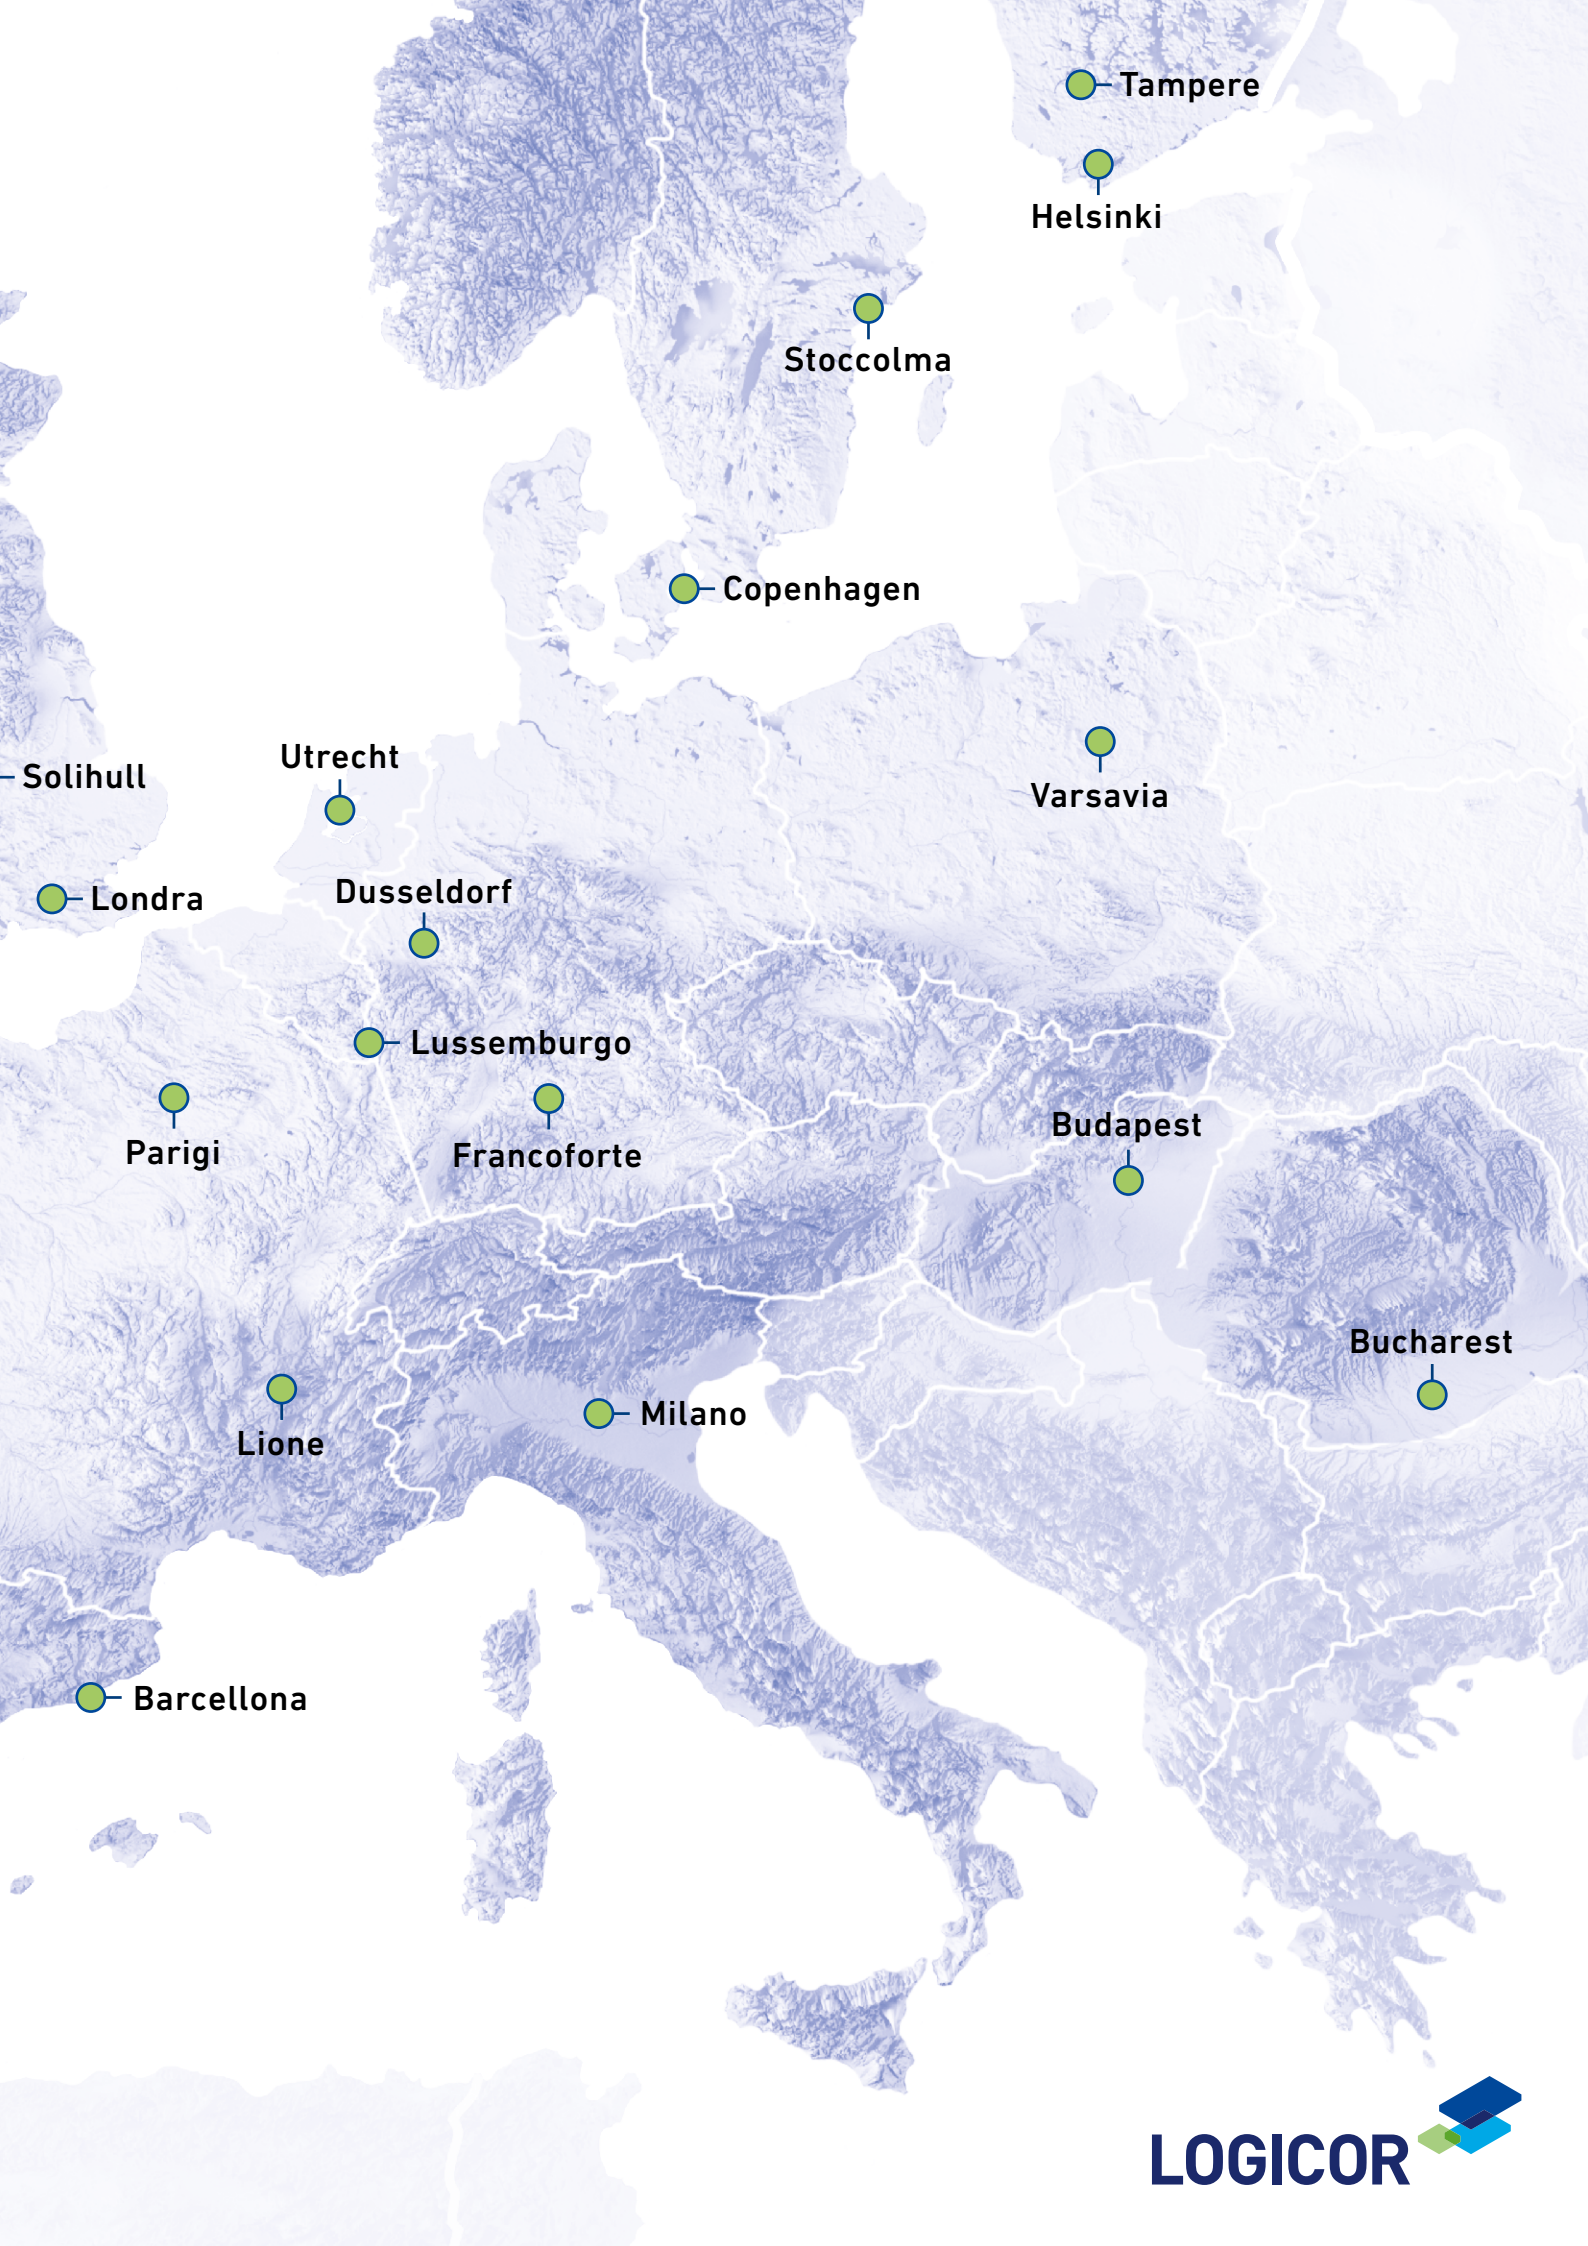 Tampere
Helsinki
Stoccolma
Copenhagen
Utrecht
Solihull
Varsavia
Dusseldorf
Londra
Lussemburgo
Parigi
Francoforte
Budapest
Bucharest
Lione
Milano
Barcellona
LOGICOR